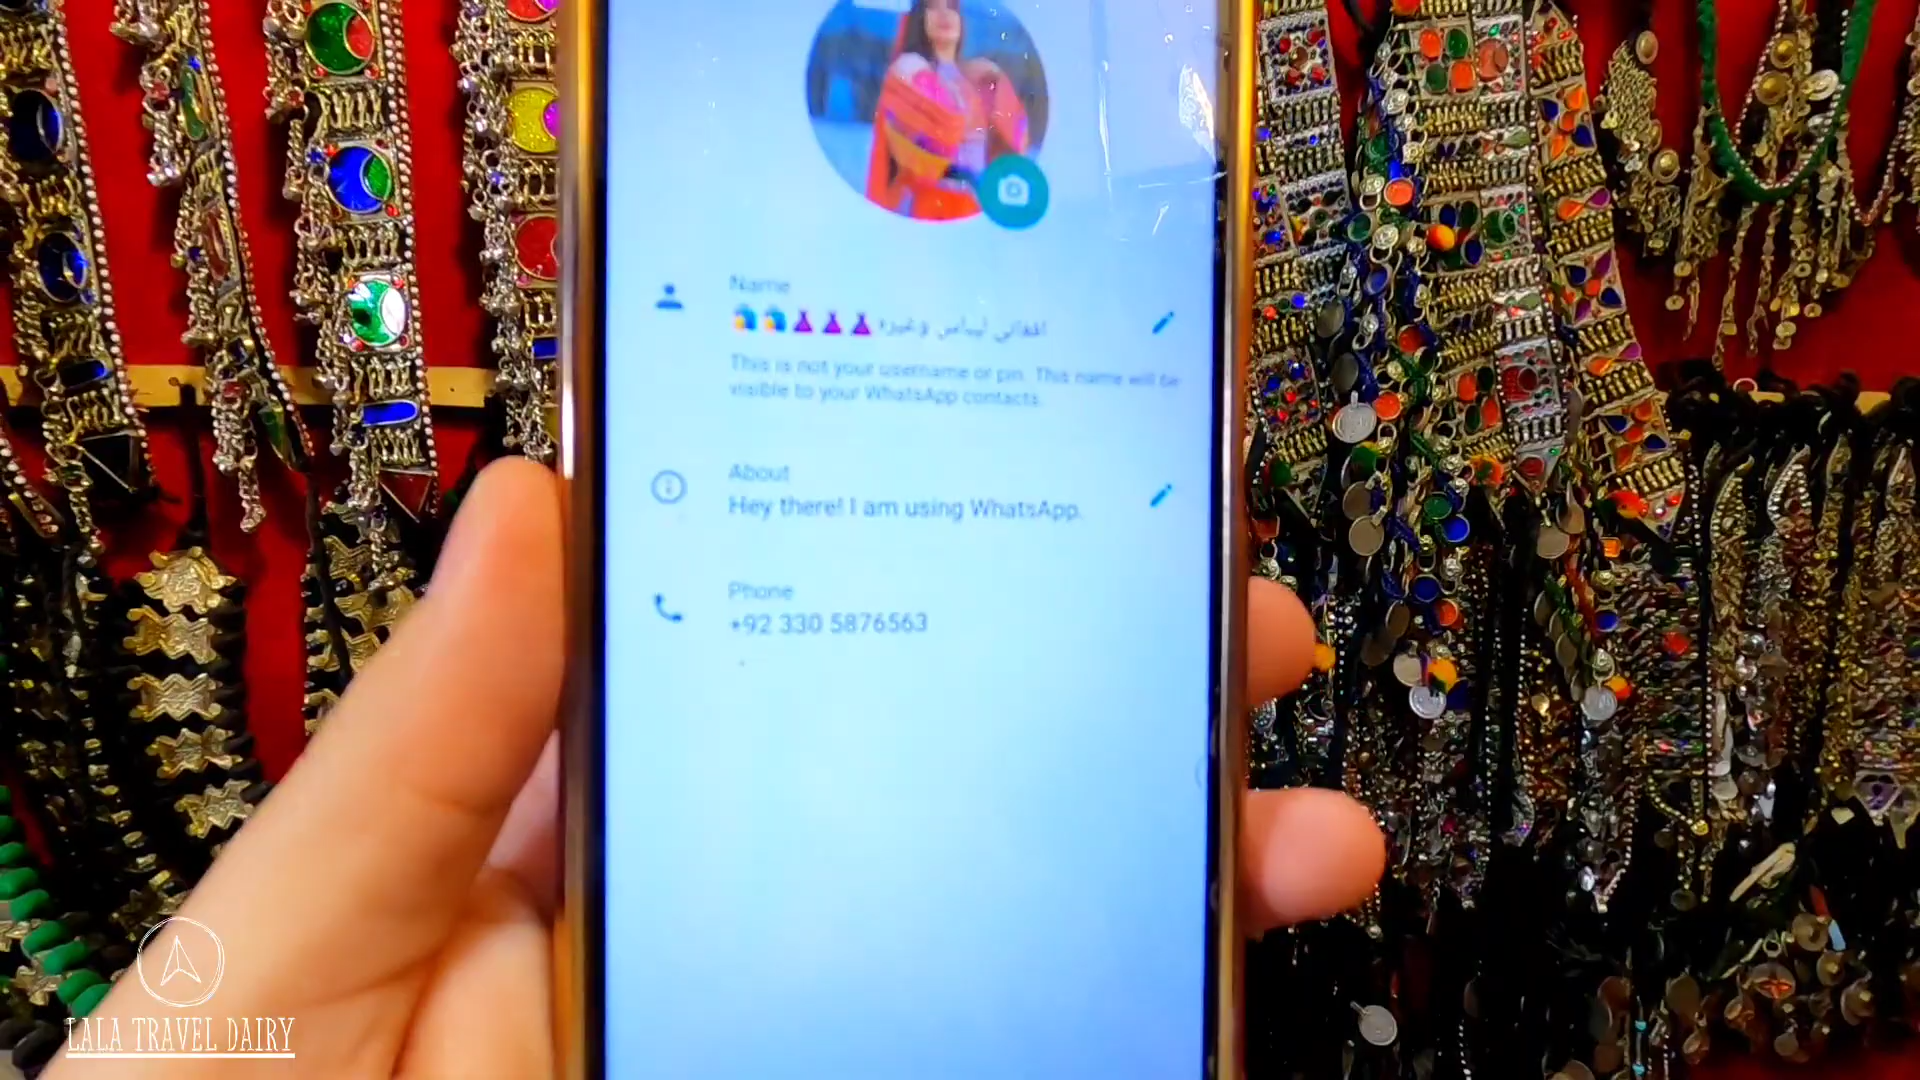 Name
افغانی لیباس وغیره
This is not your username or pin. This name will be
visible to your WhatsApp contacts.
About
Hey there! I am using WhatsApp.
Phone
+92 330 5876563
LALA TRAVEL DAIRY